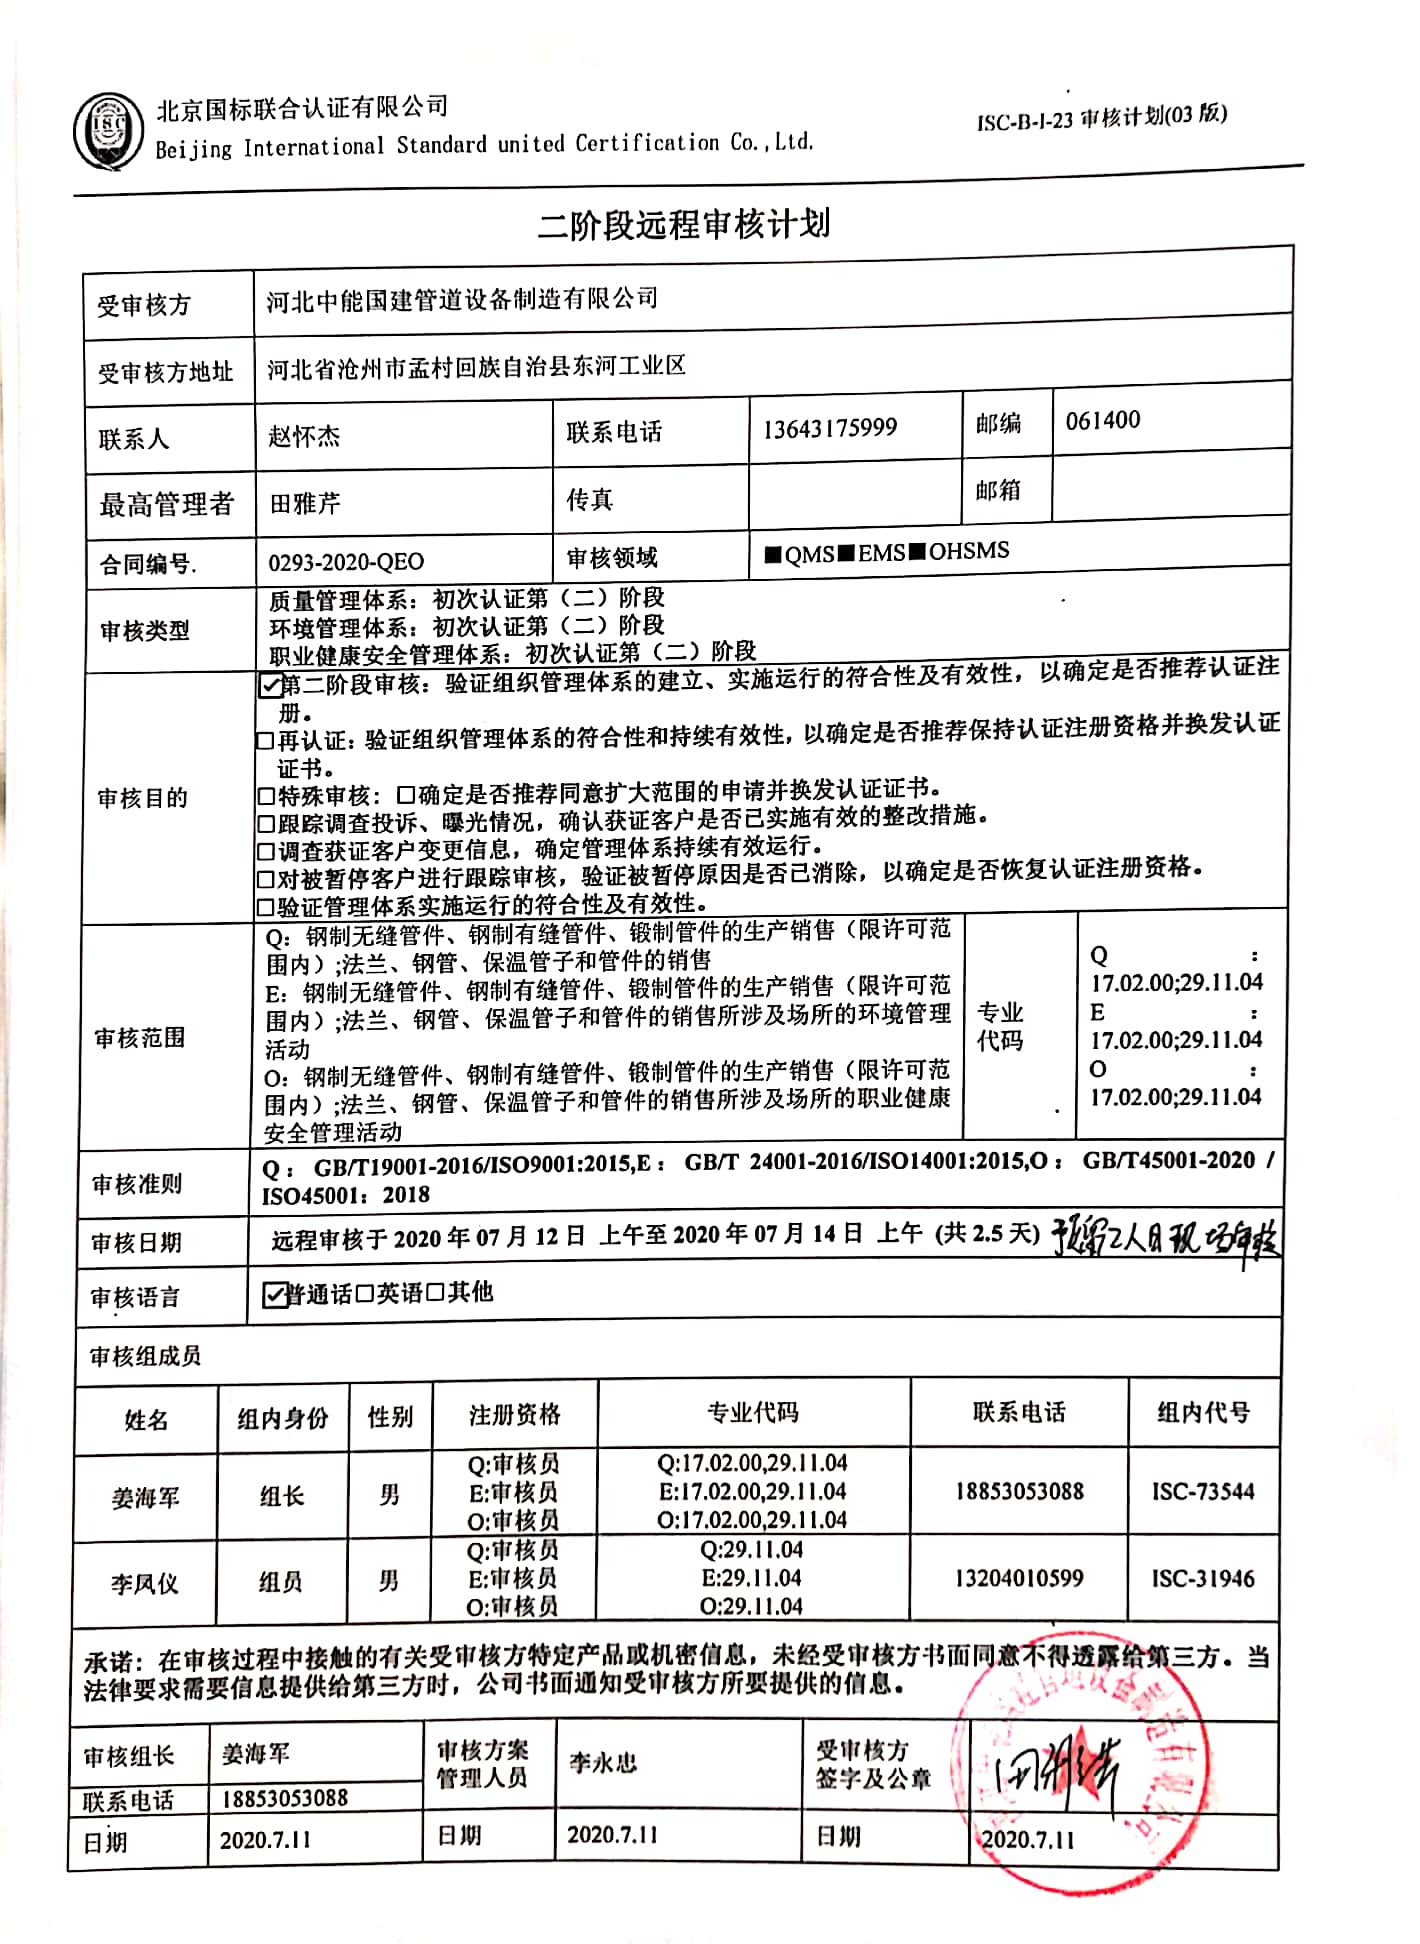 ISC
北京国标联合认证有限公司
Beijing International Standard united Certification Co.,Ltd.
ISC-B-I-23 审核计划(03 版)
二阶段远程审核计划
受审核方 河北中能国建管道设备制造有限公司
受审核方地址 河北省沧州市孟村回族自治县东河工业区
联系人 赵怀杰 联系电话 13643175999 邮编 061400
最高管理者 田雅芹 传真 邮箱
合同编号. 0293-2020-QEO 审核领域 ■QMS■EMS■OHSMS
审核类型
质量管理体系：初次认证第（二）阶段
环境管理体系：初次认证第（二）阶段
职业健康安全管理体系：初次认证第（二）阶段
审核目的
☑第二阶段审核：验证组织管理体系的建立、实施运行的符合性及有效性，以确定是否推荐认证注
册。
□再认证：验证组织管理体系的符合性和持续有效性，以确定是否推荐保持认证注册资格并换发认证
证书。
□特殊审核：□确定是否推荐同意扩大范围的申请并换发认证证书。
□跟踪调查投诉、曝光情况，确认获证客户是否已实施有效的整改措施。
□调查获证客户变更信息，确定管理体系持续有效运行。
□对被暂停客户进行跟踪审核，验证被暂停原因是否已消除，以确定是否恢复认证注册资格。
□验证管理体系实施运行的符合性及有效性。
审核范围
Q：钢制无缝管件、钢制有缝管件、锻制管件的生产销售（限许可范
围内）;法兰、钢管、保温管子和管件的销售
E：钢制无缝管件、钢制有缝管件、锻制管件的生产销售（限许可范
围内）;法兰、钢管、保温管子和管件的销售所涉及场所的环境管理
活动
O：钢制无缝管件、钢制有缝管件、锻制管件的生产销售（限许可范
围内）;法兰、钢管、保温管子和管件的销售所涉及场所的职业健康
安全管理活动
专业
代码
Q ：
17.02.00;29.11.04
E ：
17.02.00;29.11.04
O ：
17.02.00;29.11.04
审核准则
Q： GB/T19001-2016/ISO9001:2015,E： GB/T 24001-2016/ISO14001:2015,O： GB/T45001-2020 /
ISO45001：2018
审核日期 远程审核于 2020 年 07 月 12 日 上午至 2020 年 07 月 14 日 上午 (共 2.5 天) 预留2人日现场审核
审核语言 ☑普通话□英语□其他
审核组成员
姓名 组内身份 性别 注册资格 专业代码 联系电话 组内代号
姜海军 组长 男
Q:审核员
E:审核员
O:审核员
Q:17.02.00,29.11.04
E:17.02.00,29.11.04
O:17.02.00,29.11.04
18853053088 ISC-73544
李凤仪 组员 男
Q:审核员
E:审核员
O:审核员
Q:29.11.04
E:29.11.04
O:29.11.04
13204010599 ISC-31946
承诺：在审核过程中接触的有关受审核方特定产品或机密信息，未经受审核方书面同意不得透露给第三方。当
法律要求需要信息提供给第三方时，公司书面通知受审核方所要提供的信息。
审核组长 姜海军
联系电话 18853053088
审核方案
管理人员
李永忠
受审核方
签字及公章
日期 2020.7.11 日期 2020.7.11 日期 2020.7.11